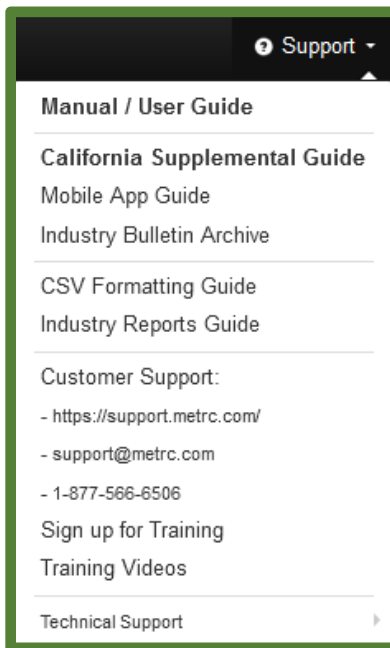 Support
Manual / User Guide
California Supplemental Guide
Mobile App Guide
Industry Bulletin Archive
CSV Formatting Guide
Industry Reports Guide
Customer Support:
- https://support.metrc.com/
- support@metrc.com
- 1-877-566-6506
Sign up for Training
Training Videos
Technical Support